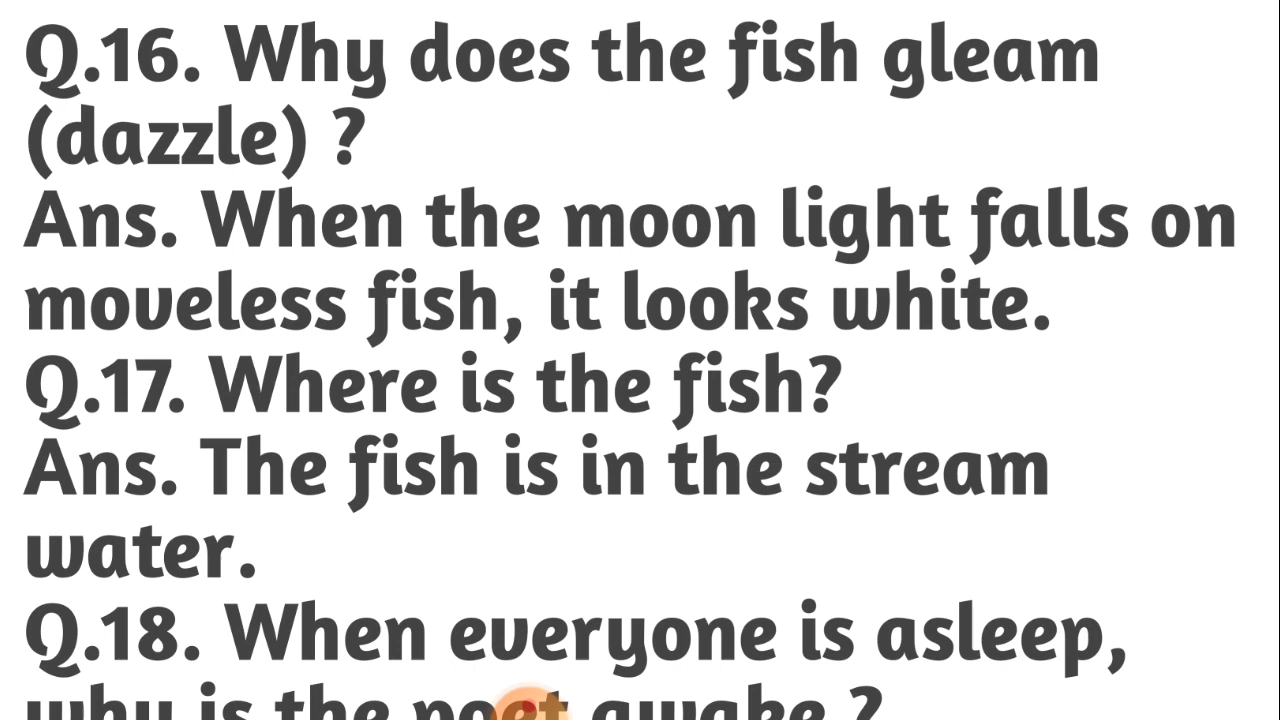 Q.16. Why does the fish gleam
(dazzle) ?
Ans. When the moon light falls on
moveless fish, it looks white.
Q.17. Where is the fish?
Ans. The fish is in the stream
water.
Q.18. When everyone is asleep,
why is the poet awake ?